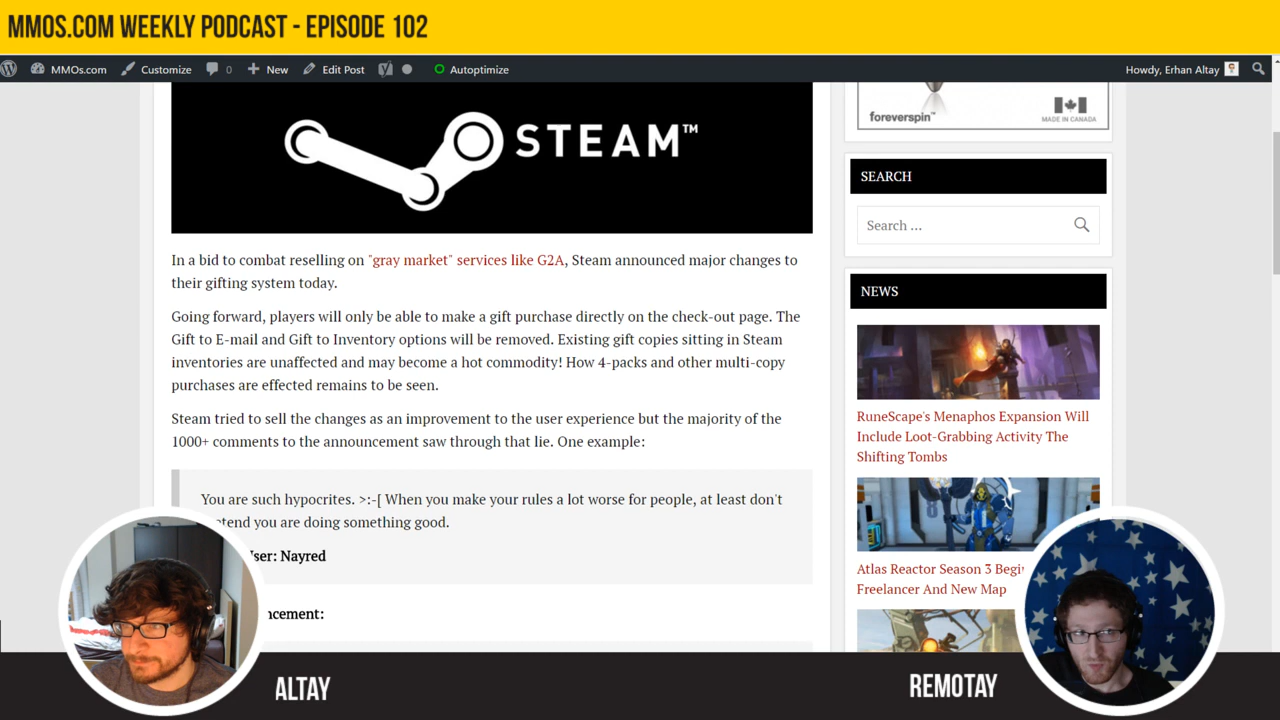 MMOS.COM WEEKLY PODCAST - EPISODE 102
MMOs.com
Customize
0
New
Edit Post
Autoptimize
Howdy, Erhan Altay
STEAM™
In a bid to combat reselling on "gray market" services like G2A, Steam announced major changes to
their gifting system today.
Going forward, players will only be able to make a gift purchase directly on the check-out page. The
Gift to E-mail and Gift to Inventory options will be removed. Existing gift copies sitting in Steam
inventories are unaffected and may become a hot commodity! How 4-packs and other multi-copy
purchases are effected remains to be seen.
Steam tried to sell the changes as an improvement to the user experience but the majority of the
1000+ comments to the announcement saw through that lie. One example:
You are such hypocrites. >:-[ When you make your rules a lot worse for people, at least don't
etend you are doing something good.
ser: Nayred
ncement:
foreverspin™
MADE IN CANADA
SEARCH
Search ...
NEWS
RuneScape's Menaphos Expansion Will
Include Loot-Grabbing Activity The
Shifting Tombs
Atlas Reactor Season 3 Begi
Freelancer And New Map
ALTAY
REMOTAY